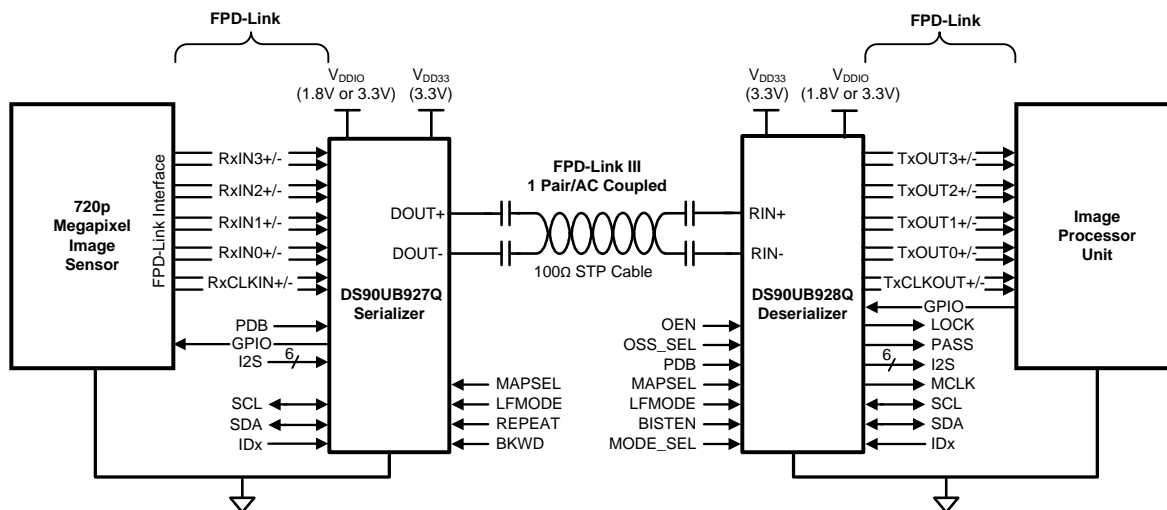 FPD-Link
FPD-Link
VDDIO
(1.8V or 3.3V)
VDD33
(3.3V)
VDD33
(3.3V)
VDDIO
(1.8V or 3.3V)
720p
Megapixel
Image
Sensor
FPD-Link Interface
RxIN3+/-
RxIN2+/-
RxIN1+/-
RxIN0+/-
RxCLKIN+/-
PDB
GPIO
I2S
6
SCL
SDA
IDx
DOUT+
DOUT-
DS90UB927Q
Serializer
MAPSEL
LFMODE
REPEAT
BKWD
FPD-Link III
1 Pair/AC Coupled
100Ω STP Cable
RIN+
RIN-
DS90UB928Q
Deserializer
OEN
OSS_SEL
PDB
MAPSEL
LFMODE
BISTEN
MODE_SEL
TxOUT3+/-
TxOUT2+/-
TxOUT1+/-
TxOUT0+/-
TxCLKOUT+/-
GPIO
LOCK
PASS
6
I2S
MCLK
SCL
SDA
IDx
Image
Processor
Unit